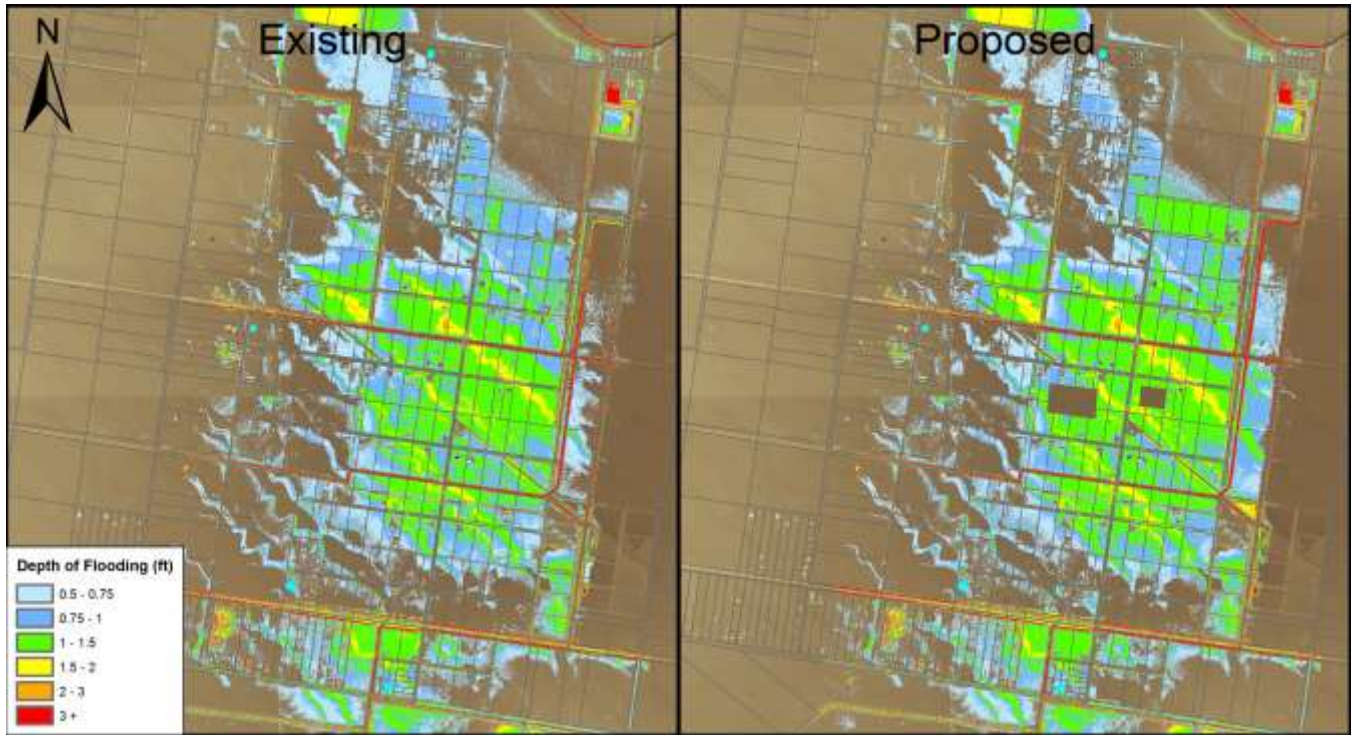 Existing
Proposed
N
Depth of Flooding (ft)
0.5 - 0.75
0.75 - 1
1 - 1.5
1.5 - 2
2 - 3
3 +